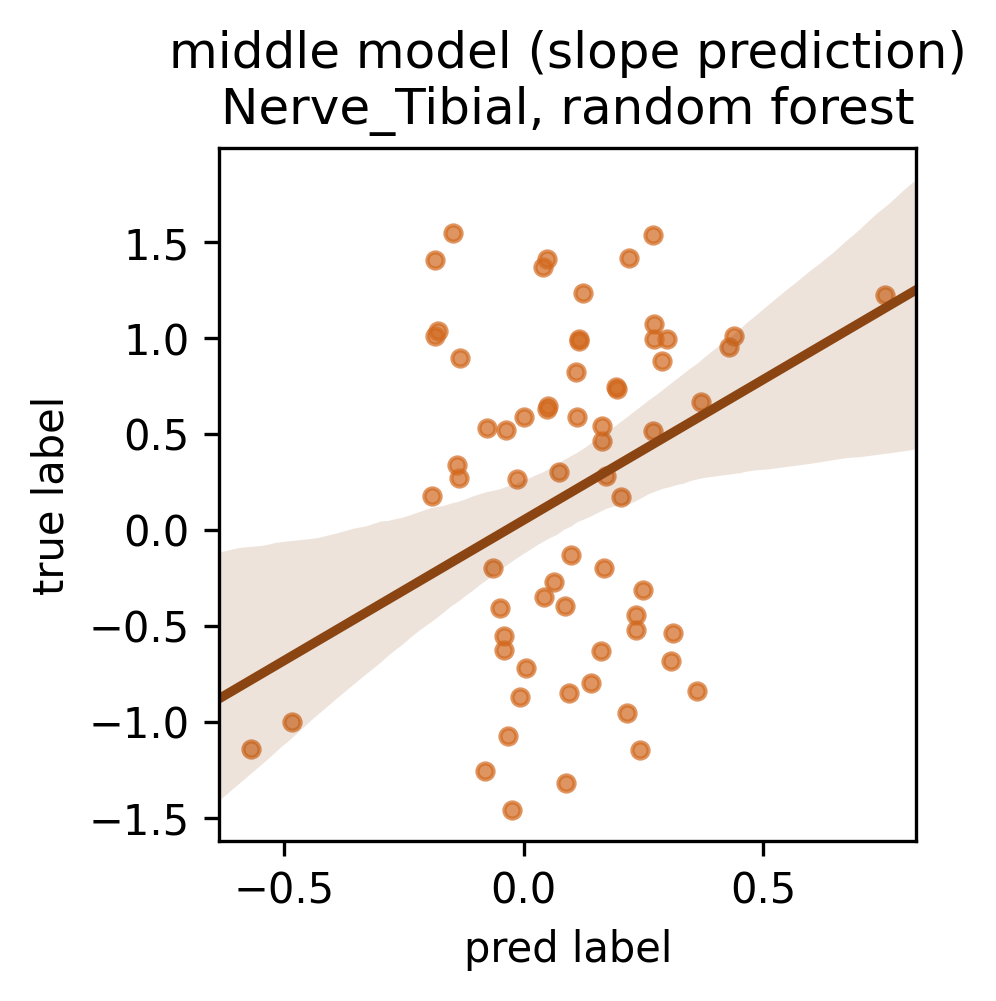 middle model (slope prediction)
Nerve_Tibial, random forest
1.5
1.0
0.5
0.0
−0.5
−1.0
−1.5
true label
−0.5 0.0 0.5
pred label